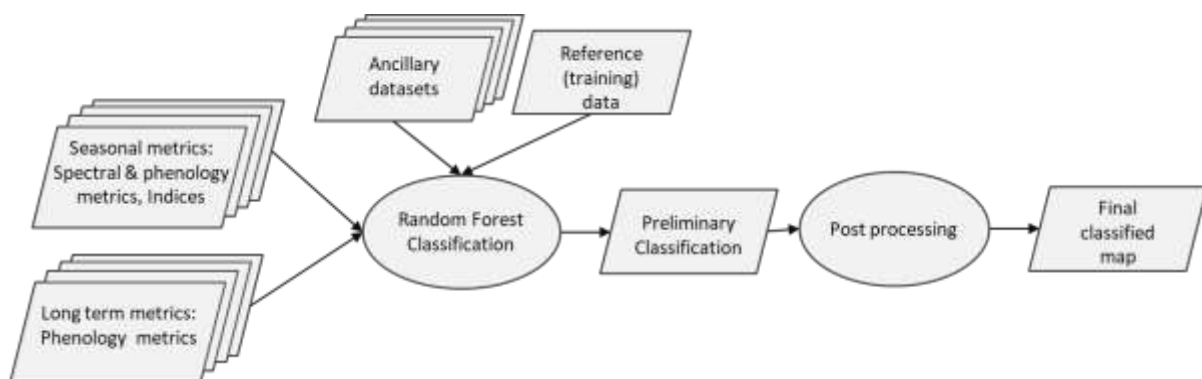 Ancillary
datasets
Reference
(training)
data
Seasonal metrics:
Spectral & phenology
metrics, Indices
Random Forest
Classification
Preliminary
Classification
Post processing
Final
classified
map
Long term metrics:
Phenology metrics